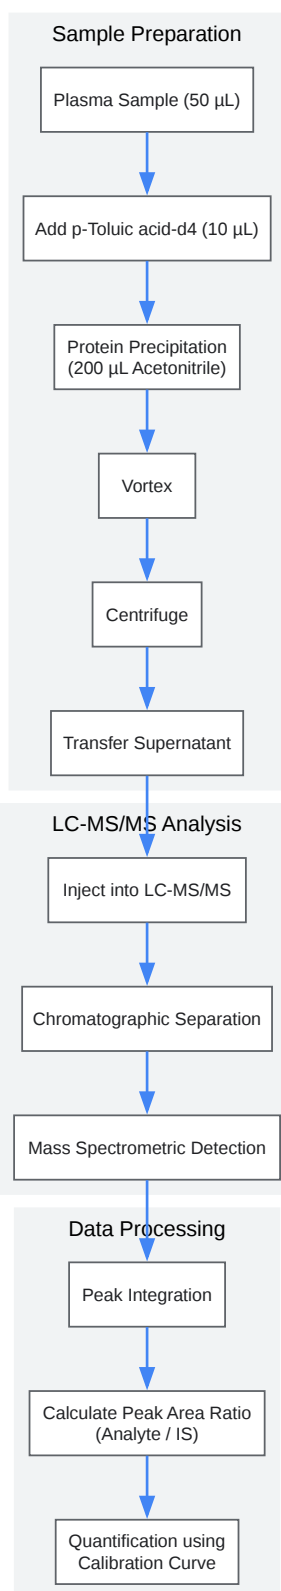 Sample Preparation
Plasma Sample (50 µL)
Add p-Toluic acid-d4 (10 µL)
Protein Precipitation
(200 µL Acetonitrile)
Vortex
Centrifuge
Transfer Supernatant
LC-MS/MS Analysis
Inject into LC-MS/MS
Chromatographic Separation
Mass Spectrometric Detection
Data Processing
Peak Integration
Calculate Peak Area Ratio
(Analyte / IS)
Quantification using
Calibration Curve